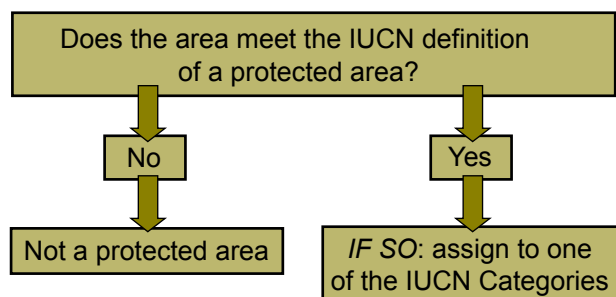 Does the area meet the IUCN definition
of a protected area?
No
Yes
Not a protected area
IF SO: assign to one
of the IUCN Categories